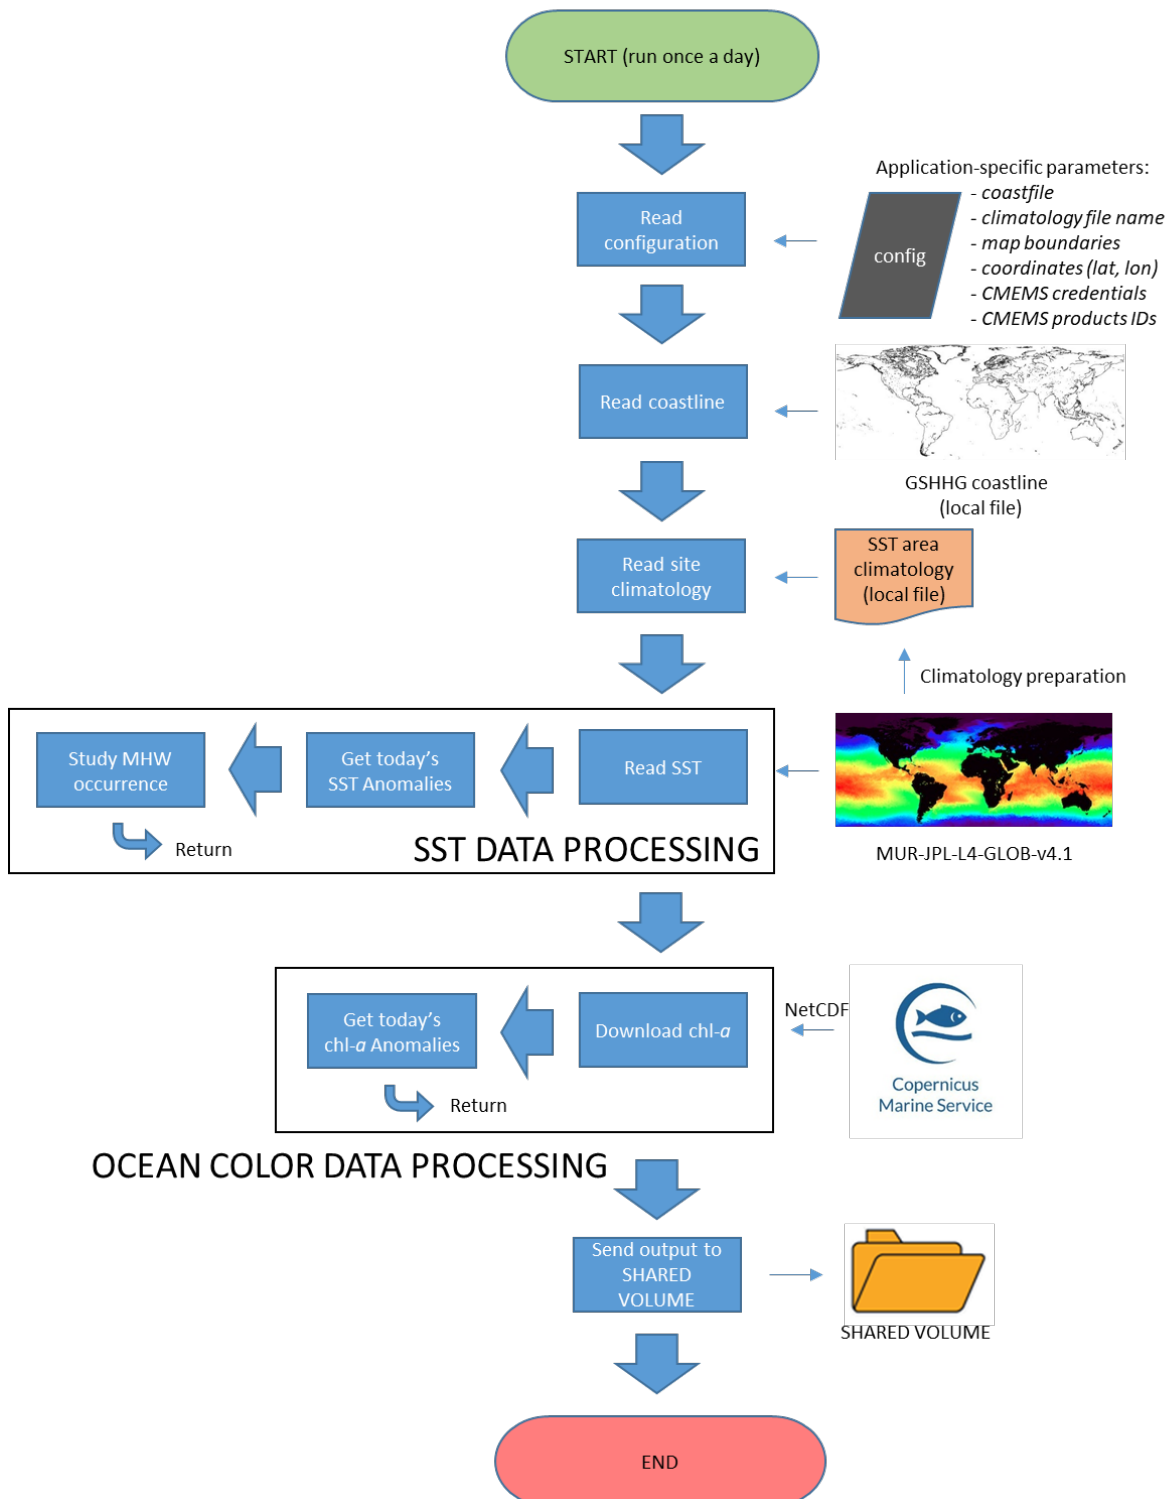 START (run once a day)
Application-specific parameters:
- coastfile
- climatology file name
- map boundaries
- coordinates (lat, lon)
- CMEMS credentials
- CMEMS products IDs
config
Read
configuration
Read coastline
GSHHG coastline
(local file)
Read site
climatology
SST area
climatology
(local file)
Climatology preparation
Study MHW
occurrence
Get today’s
SST Anomalies
Read SST
Return
SST DATA PROCESSING
MUR-JPL-L4-GLOB-v4.1
Get today’s
chl-a Anomalies
Download chl-a
NetCDF
Return
Copernicus
Marine Service
OCEAN COLOR DATA PROCESSING
Send output to
SHARED
VOLUME
SHARED VOLUME
END